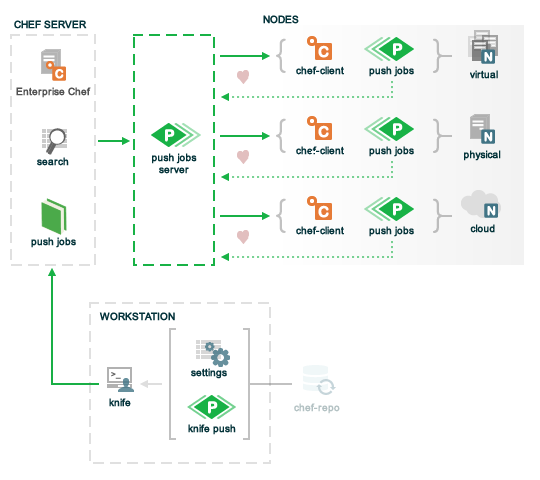 CHEF SERVER
NODES
C
Enterprise Chef
search
push jobs
P
push jobs
server
C
chef-client
P
push jobs
N
virtual
C
chef-client
P
push jobs
N
physical
C
chef-client
P
push jobs
N
cloud
WORKSTATION
>_
knife
settings
P
knife push
chef-repo